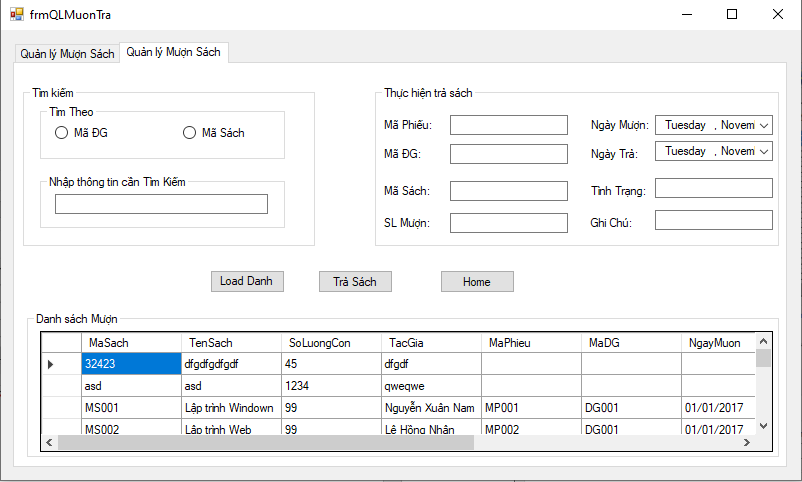 frmQLMuonTra
Quản lý Mượn Sách Quản lý Mượn Sách
Tìm kiếm
Tìm Theo
Mã ĐG Mã Sách
Nhập thông tin cần Tìm Kiếm
Thực hiện trả sách
Mã Phiếu: Ngày Mượn: Tuesday , Novem
Mã ĐG: Ngày Trả: Tuesday , Novem
Mã Sách: Tình Trạng:
SL Mượn: Ghi Chú:
Load Danh Trả Sách Home
Danh sách Mượn
MaSach TenSach SoLuongCon TacGia MaPhieu MaDG NgayMuon
32423 dfgdfgdfgdf 45 dfgdf
asd asd 1234 qweqwe
MS001 Lập trình Windown 99 Nguyễn Xuân Nam MP001 DG001 01/01/2017
MS002 Lập trình Web 99 Lê Hồng Nhân MP002 DG002 01/01/2017